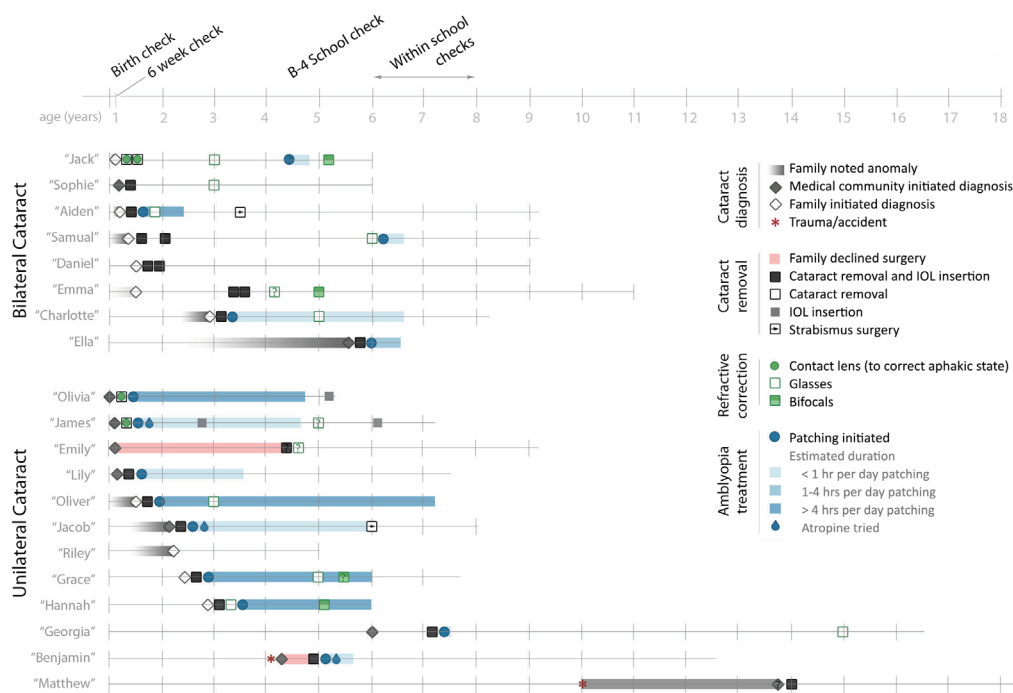 Birth check
6 week check
B-4 School check
Within school
checks
age (years)
1 2 3 4 5 6 7 8 9 10 11 12 13 14 15 16 17 18
Bilateral Cataract
"Jack"
"Sophie"
"Aiden"
"Samual"
"Daniel"
"Emma"
?
"Charlotte"
"Ella"
Unilateral Cataract
"Olivia"
"James"
?
"Emily"
?
"Lily"
"Oliver"
"Jacob"
"Riley"
"Grace"
"Hannah"
"Georgia"
"Benjamin"
"Matthew"
?
Cataract
diagnosis
Family noted anomaly
Medical community initiated diagnosis
Family initiated diagnosis
Trauma/accident
Cataract
removal
Family declined surgery
Cataract removal and IOL insertion
Cataract removal
IOL insertion
Strabismus surgery
Refractive
correction
Contact lens (to correct aphakic state)
Glasses
Bifocals
Amblyopia
treatment
Patching initiated
Estimated duration
< 1 hr per day patching
1-4 hrs per day patching
> 4 hrs per day patching
Atropine tried